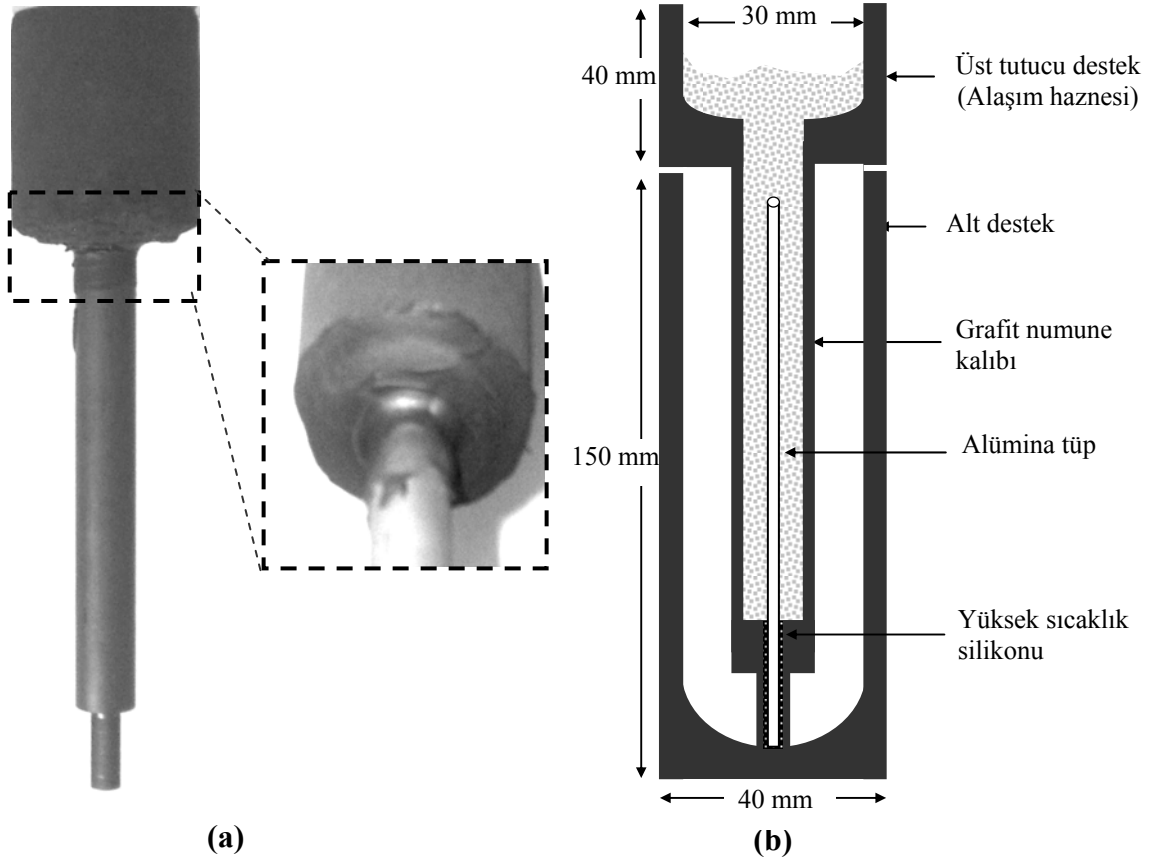 30 mm
40 mm
Üst tutucu destek
(Alaşım haznesi)
Alt destek
Grafit numune
kalıbı
Alümina tüp
150 mm
Yüksek sıcaklık
silikonu
40 mm
(a)
(b)